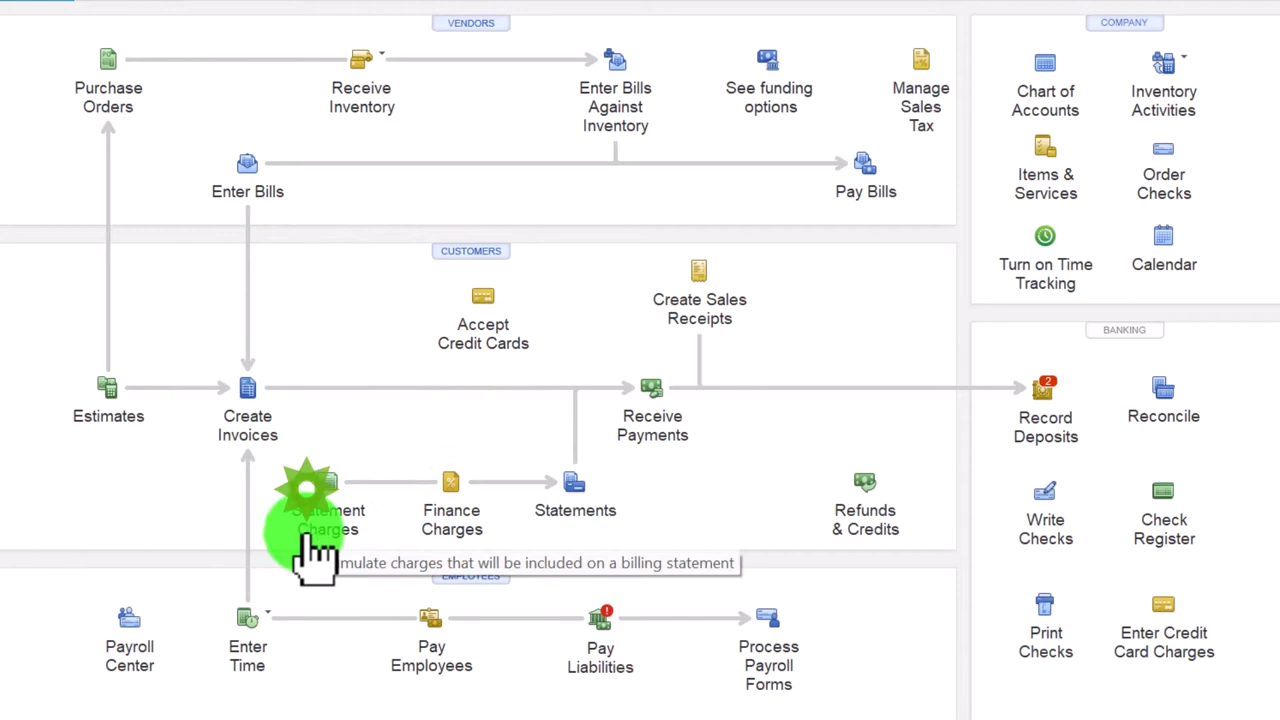 VENDORS
Purchase
Orders
Receive
Inventory
Enter Bills
Against
Inventory
See funding
options
Manage
Sales
Tax
Enter Bills
Pay Bills
CUSTOMERS
Accept
Credit Cards
Create Sales
Receipts
Estimates
Create
Invoices
Receive
Payments
Statement
Charges
Finance
Charges
Statements
Refunds
& Credits
mulate charges that will be included on a billing statement
EMPLOYEES
Payroll
Center
Enter
Time
Pay
Employees
!
Pay
Liabilities
Process
Payroll
Forms
COMPANY
Chart of
Accounts
Inventory
Activities
Items &
Services
Order
Checks
Turn on Time
Tracking
Calendar
BANKING
2
Record
Deposits
Reconcile
Write
Checks
Check
Register
Print
Checks
Enter Credit
Card Charges